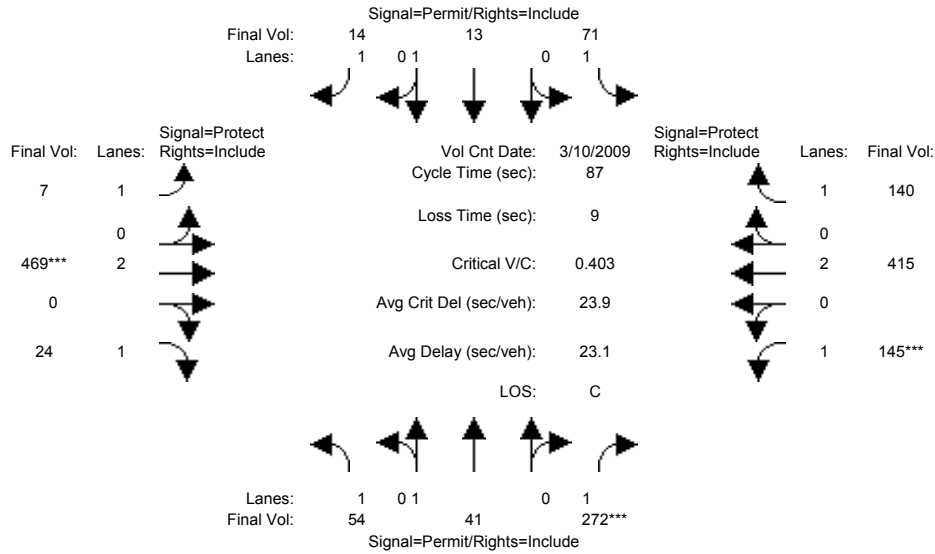 Signal=Permit/Rights=Include
Final Vol: 14 13 71
Lanes: 1 0 1 0 1
Signal=Protect Signal=Protect
Final Vol: Lanes: Rights=Include Vol Cnt Date: 3/10/2009 Rights=Include Lanes: Final Vol:
Cycle Time (sec): 87
7 1 1 140
Loss Time (sec): 9
0 0
469*** 2 Critical V/C: 0.403 2 415
0 0 Avg Crit Del (sec/veh): 23.9 0
24 1 Avg Delay (sec/veh): 23.1 1 145***
LOS: C
Lanes: 1 0 1 0 1
Final Vol: 54 41 272***
Signal=Permit/Rights=Include